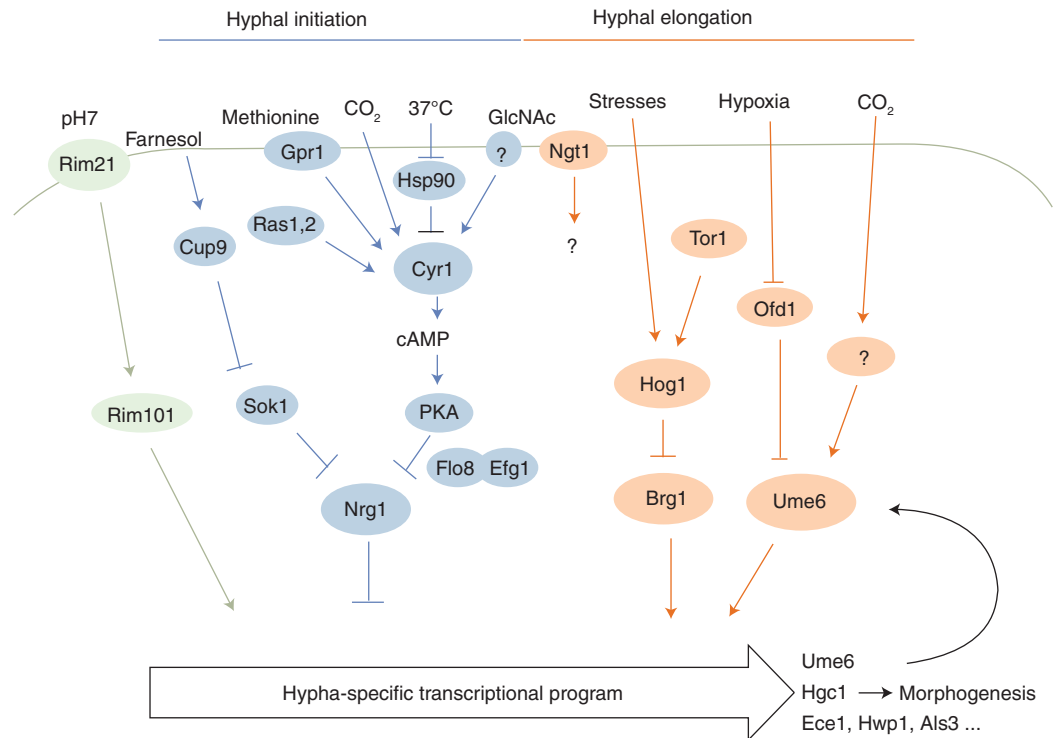 Hyphal initiation
Hyphal elongation
pH7
Farnesol
Methionine
CO₂
37°C
GlcNAc
Stresses
Hypoxia
CO₂
Rim21
Gpr1
Hsp90
?
Ngt1
Ras1,2
Cup9
Cyr1
?
Tor1
Ofd1
cAMP
?
Hog1
Rim101
Sok1
PKA
Flo8
Efg1
Nrg1
Brg1
Ume6
Hypha-specific transcriptional program
Ume6
Hgc1
Morphogenesis
Ece1, Hwp1, Als3 ...